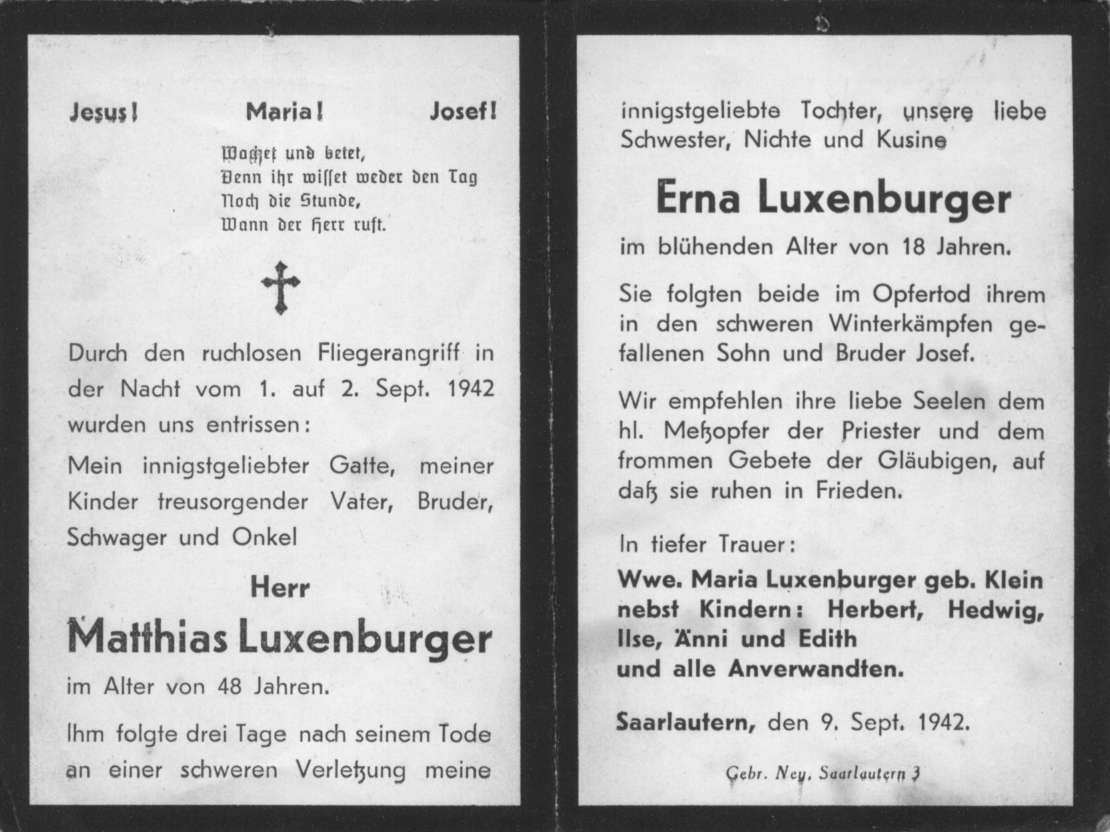 Jesus! Maria! Josef!
Wachet und betet,
Denn ihr wisset weder den Tag
Noch die Stunde,
Wann der Herr ruft.
Durch den ruchlosen Fliegerangriff in
der Nacht vom 1. auf 2. Sept. 1942
wurden uns entrissen:
Mein innigstgeliebter Gatte, meiner
Kinder treusorgender Vater, Bruder,
Schwager und Onkel
Herr
Matthias Luxenburger
im Alter von 48 Jahren.
Ihm folgte drei Tage nach seinem Tode
an einer schweren Verletzung meine
innigstgeliebte Tochter, unsere liebe
Schwester, Nichte und Kusine
Erna Luxenburger
im blühenden Alter von 18 Jahren.
Sie folgten beide im Opfertod ihrem
in den schweren Winterkämpfen ge-
fallenen Sohn und Bruder Josef.
Wir empfehlen ihre liebe Seelen dem
hl. Meßopfer der Priester und dem
frommen Gebete der Gläubigen, auf
daß sie ruhen in Frieden.
In tiefer Trauer:
Wwe. Maria Luxenburger geb. Klein
nebst Kindern: Herbert, Hedwig,
Ilse, Änni und Edith
und alle Anverwandten.
Saarlautern, den 9. Sept. 1942.
Gebr. Ney, Saarlautern 3